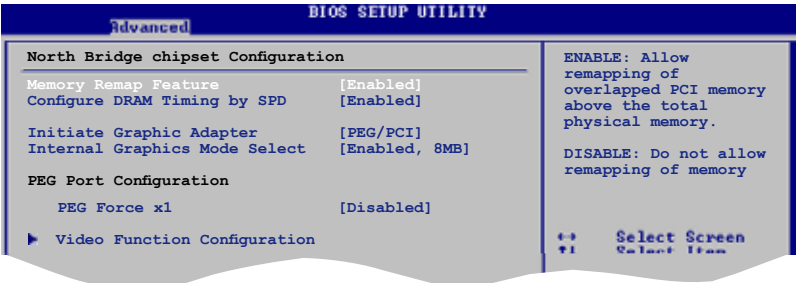 BIOS SETUP UTILITY
Advanced
North Bridge chipset Configuration
Memory Remap Feature [Enabled]
Configure DRAM Timing by SPD [Enabled]
Initiate Graphic Adapter [PEG/PCI]
Internal Graphics Mode Select [Enabled, 8MB]
PEG Port Configuration
PEG Force x1 [Disabled]
Video Function Configuration
ENABLE: Allow
remapping of
overlapped PCI memory
above the total
physical memory.
DISABLE: Do not allow
remapping of memory
↔ Select Screen
↑↓ Select Item